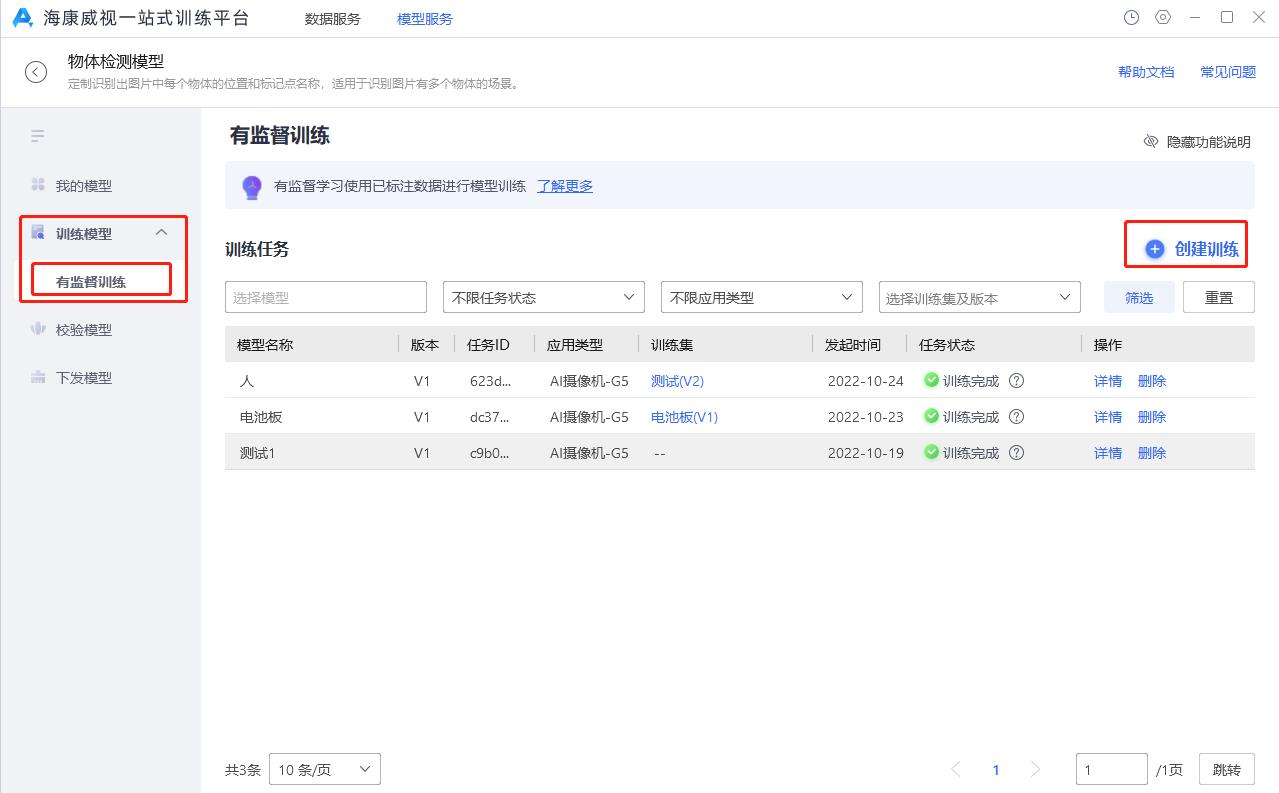 海康威视一站式训练平台 数据服务 模型服务
物体检测模型
定制识别出图片中每个物体的位置和标记点名称，适用于识别图片有多个物体的场景。
帮助文档 常见问题
我的模型
训练模型
有监督训练
校验模型
下发模型
有监督训练
隐藏功能说明
有监督学习使用已标注数据进行模型训练 了解更多
训练任务
创建训练
选择模型 不限任务状态 不限应用类型 选择训练集及版本 筛选 重置
模型名称 版本 任务ID 应用类型 训练集 发起时间 任务状态 操作
人 V1 623d... AI摄像机-G5 测试(V2) 2022-10-24 训练完成 详情 删除
电池板 V1 dc37... AI摄像机-G5 电池板(V1) 2022-10-23 训练完成 详情 删除
测试1 V1 c9b0... AI摄像机-G5 -- 2022-10-19 训练完成 详情 删除
共3条 10 条/页 1 1 /1页 跳转